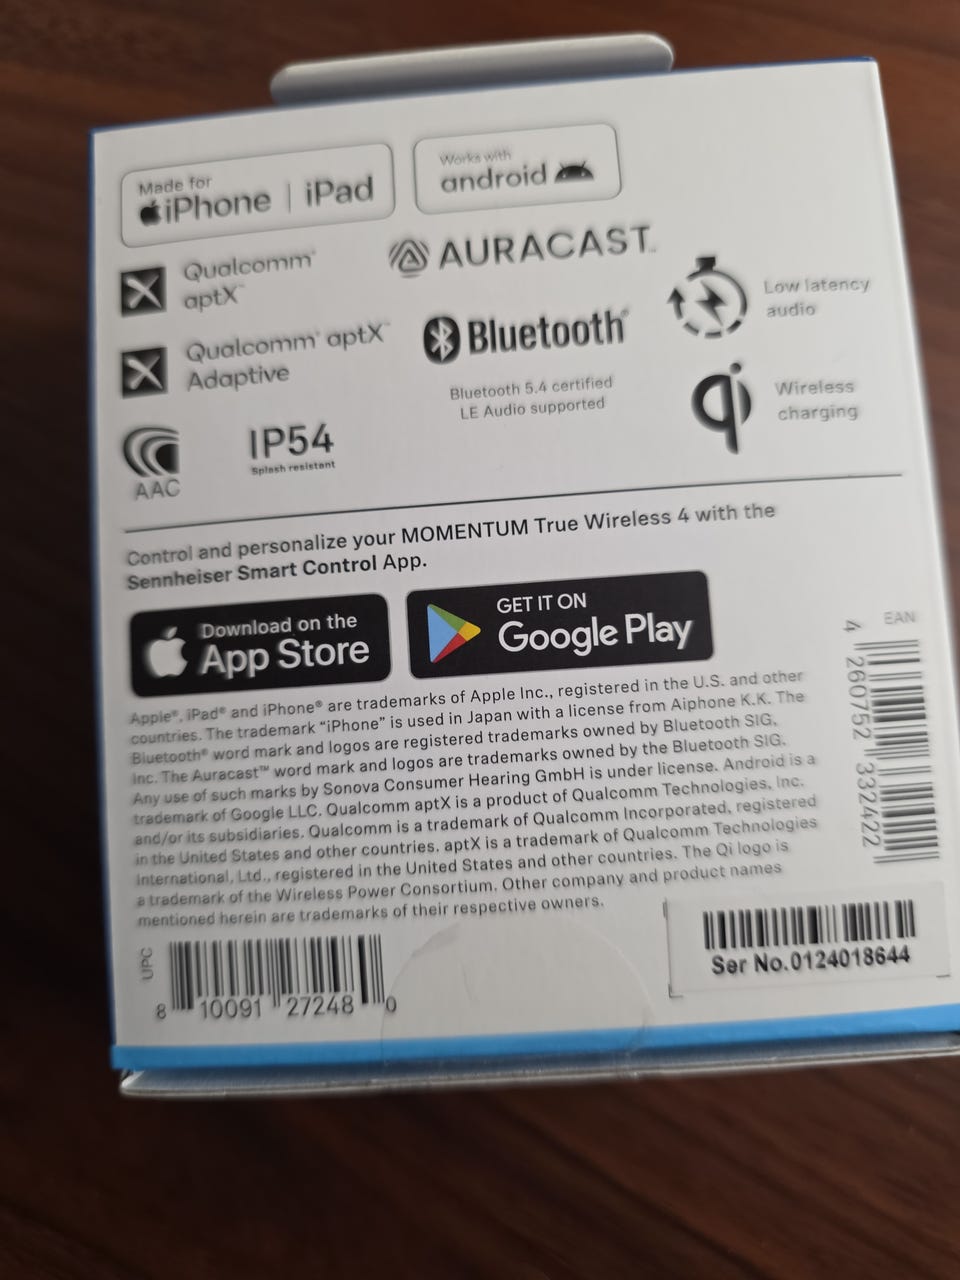 Made for
iPhone | iPad
Works with
android
Qualcomm®
aptX™
AURACAST™
Low latency
audio
Qualcomm® aptX™
Adaptive
Bluetooth®
Bluetooth 5.4 certified
LE Audio supported
Wireless
charging
AAC
IP54
Splash resistant
Control and personalize your MOMENTUM True Wireless 4 with the
Sennheiser Smart Control App.
Download on the
App Store
GET IT ON
Google Play
Apple®, iPad® and iPhone® are trademarks of Apple Inc., registered in the U.S. and other
countries. The trademark “iPhone” is used in Japan with a license from Aiphone K.K. The
Bluetooth® word mark and logos are registered trademarks owned by Bluetooth SIG,
Inc. The Auracast™ word mark and logos are trademarks owned by the Bluetooth SIG.
Any use of such marks by Sonova Consumer Hearing GmbH is under license. Android is a
trademark of Google LLC. Qualcomm aptX is a product of Qualcomm Technologies, Inc.
and/or its subsidiaries. Qualcomm is a trademark of Qualcomm Incorporated, registered
in the United States and other countries. aptX is a trademark of Qualcomm Technologies
International, Ltd., registered in the United States and other countries. The Qi logo is
a trademark of the Wireless Power Consortium. Other company and product names
mentioned herein are trademarks of their respective owners.
EAN
4 260752 332422
UPC
8 10091 27248 0
Ser No.0124018644